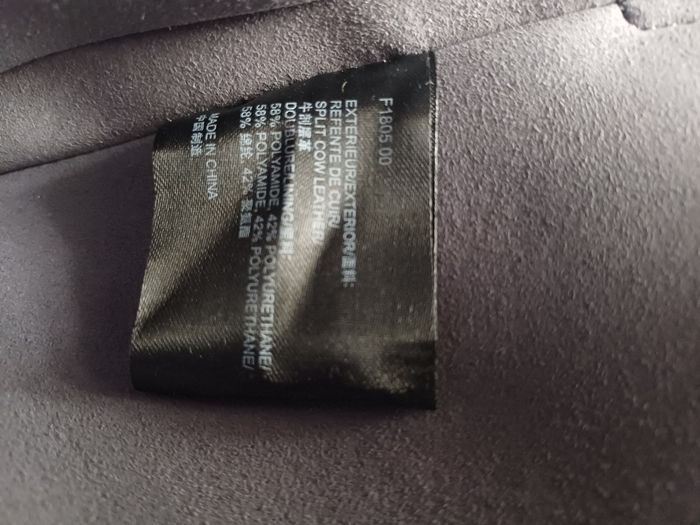 F1805.00
EXTERIEUR/EXTERIOR/面料:
REFENTE DE CUIR/
SPLIT COW LEATHER/
牛剖层革
DOUBLURE/LINING/里料:
58% POLYAMIDE, 42% POLYURETHANE/
58% POLYAMIDE, 42% POLYURETHANE/
58% 锦纶, 42% 聚氨酯
MADE IN CHINA
中国制造